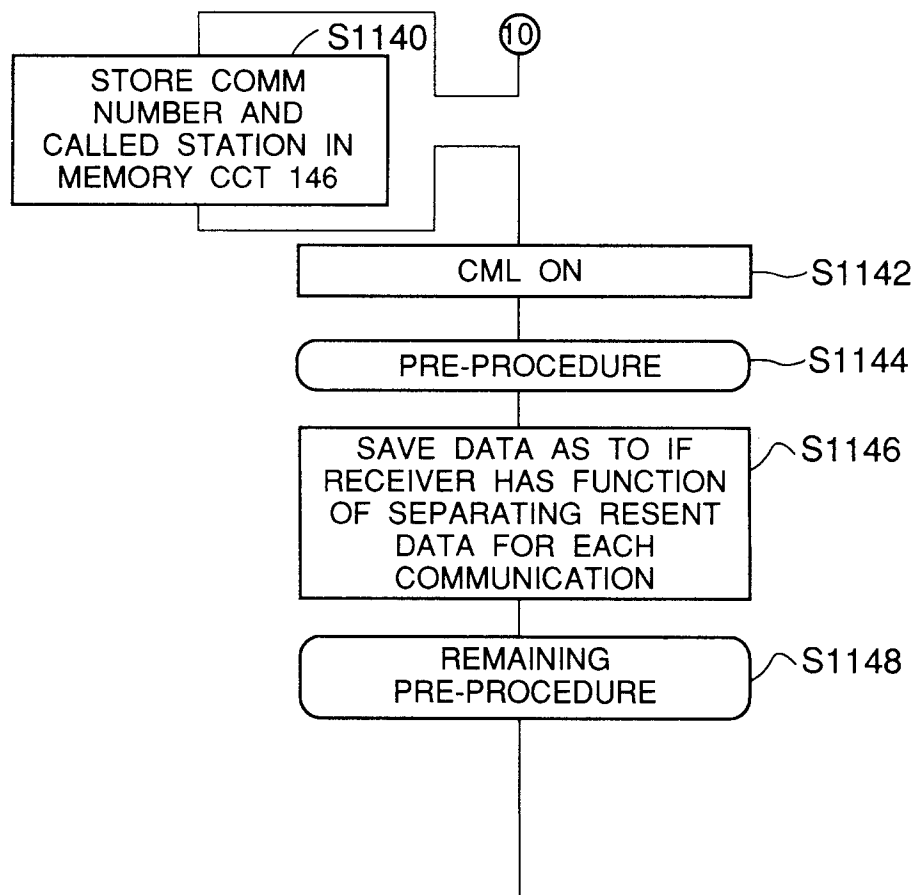 S1140
10
STORE COMM
NUMBER AND
CALLED STATION IN
MEMORY CCT 146
CML ON
S1142
PRE-PROCEDURE
S1144
SAVE DATA AS TO IF
RECEIVER HAS FUNCTION
OF SEPARATING RESENT
DATA FOR EACH
COMMUNICATION
S1146
REMAINING
PRE-PROCEDURE
S1148